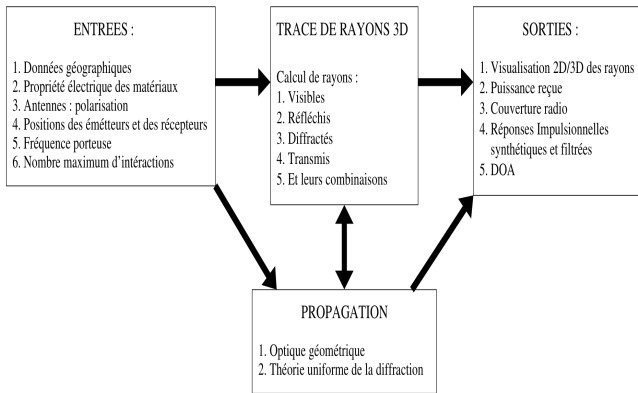 ENTREES :
1. Données géographiques
2. Propriété électrique des matériaux
3. Antennes : polarisation
4. Positions des émetteurs et des récepteurs
5. Fréquence porteuse
6. Nombre maximum d'intéractions
TRACE DE RAYONS 3D
Calcul de rayons :
1. Visibles
2. Réfléchis
3. Diffractés
4. Transmis
5. Et leurs combinaisons
SORTIES :
1. Visualisation 2D/3D des rayons
2. Puissance reçue
3. Couverture radio
4. Réponses Impulsionnelles
synthétiques et filtrées
5. DOA
PROPAGATION
1. Optique géométrique
2. Théorie uniforme de la diffraction